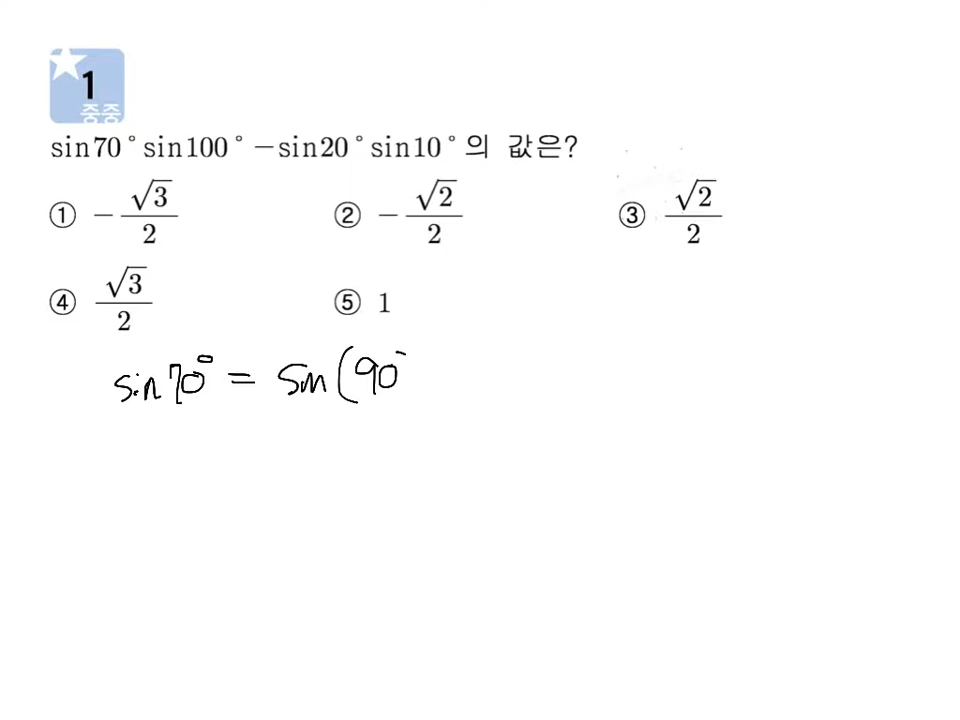 1
중중
sin70°sin100°－sin20°sin10°의 값은?
① −√3/2 ② −√2/2 ③ √2/2
④ √3/2 ⑤ 1
sin70° = sin(90°